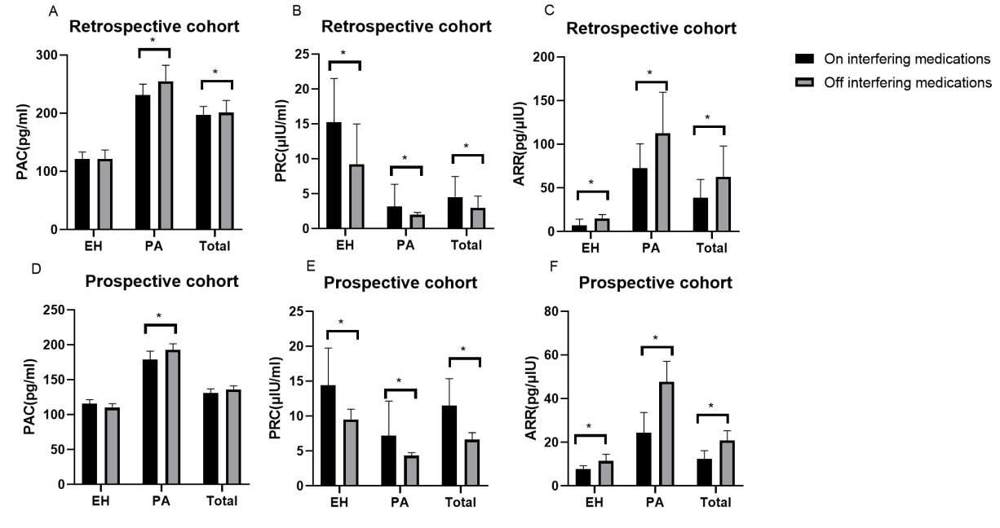 A
Retrospective cohort
PAC(pg/ml)
300
200
100
0
*
*
EH
PA
Total
B
Retrospective cohort
PRC(μIU/ml)
25
20
15
10
5
0
*
*
*
EH
PA
Total
C
Retrospective cohort
ARR(pg/μIU)
200
150
100
50
0
*
*
*
EH
PA
Total
On interfering medications
Off interfering medications
D
Prospective cohort
PAC(pg/ml)
250
200
150
100
50
0
*
EH
PA
Total
E
Prospective cohort
PRC(μIU/ml)
25
20
15
10
5
0
*
*
*
EH
PA
Total
F
Prospective cohort
ARR(pg/μIU)
80
60
40
20
0
*
*
*
EH
PA
Total